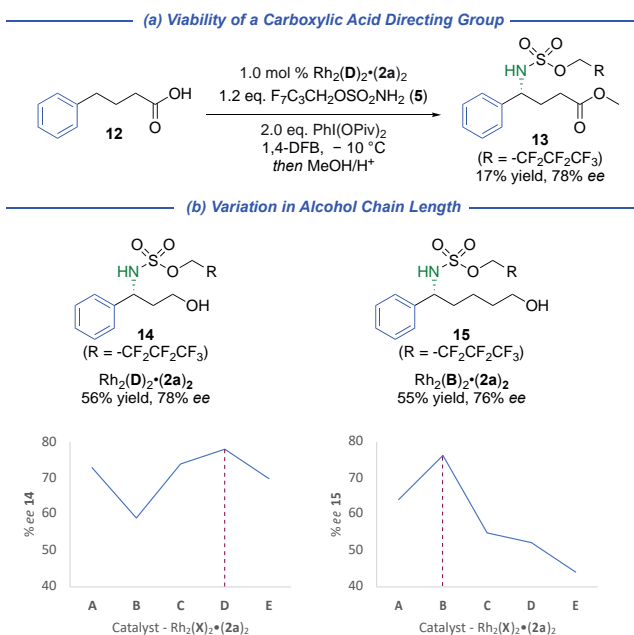 (a) Viability of a Carboxylic Acid Directing Group
OH
O
12
1.0 mol % Rh₂(D)₂•(2a)₂
1.2 eq. F₇C₃CH₂OSO₂NH₂ (5)
2.0 eq. PhI(OPiv)₂
1,4-DFB, − 10 °C
then MeOH/H⁺
O O
S
HN O R
O
O
13
(R = -CF₂CF₂CF₃)
17% yield, 78% ee
(b) Variation in Alcohol Chain Length
O O
S
HN O R
OH
14
(R = -CF₂CF₂CF₃)
Rh₂(D)₂•(2a)₂
56% yield, 78% ee
O O
S
HN O R
OH
15
(R = -CF₂CF₂CF₃)
Rh₂(B)₂•(2a)₂
55% yield, 76% ee
% ee 14
80
70
60
50
40
A B C D E
Catalyst - Rh₂(X)₂•(2a)₂
% ee 15
80
70
60
50
40
A B C D E
Catalyst - Rh₂(X)₂•(2a)₂